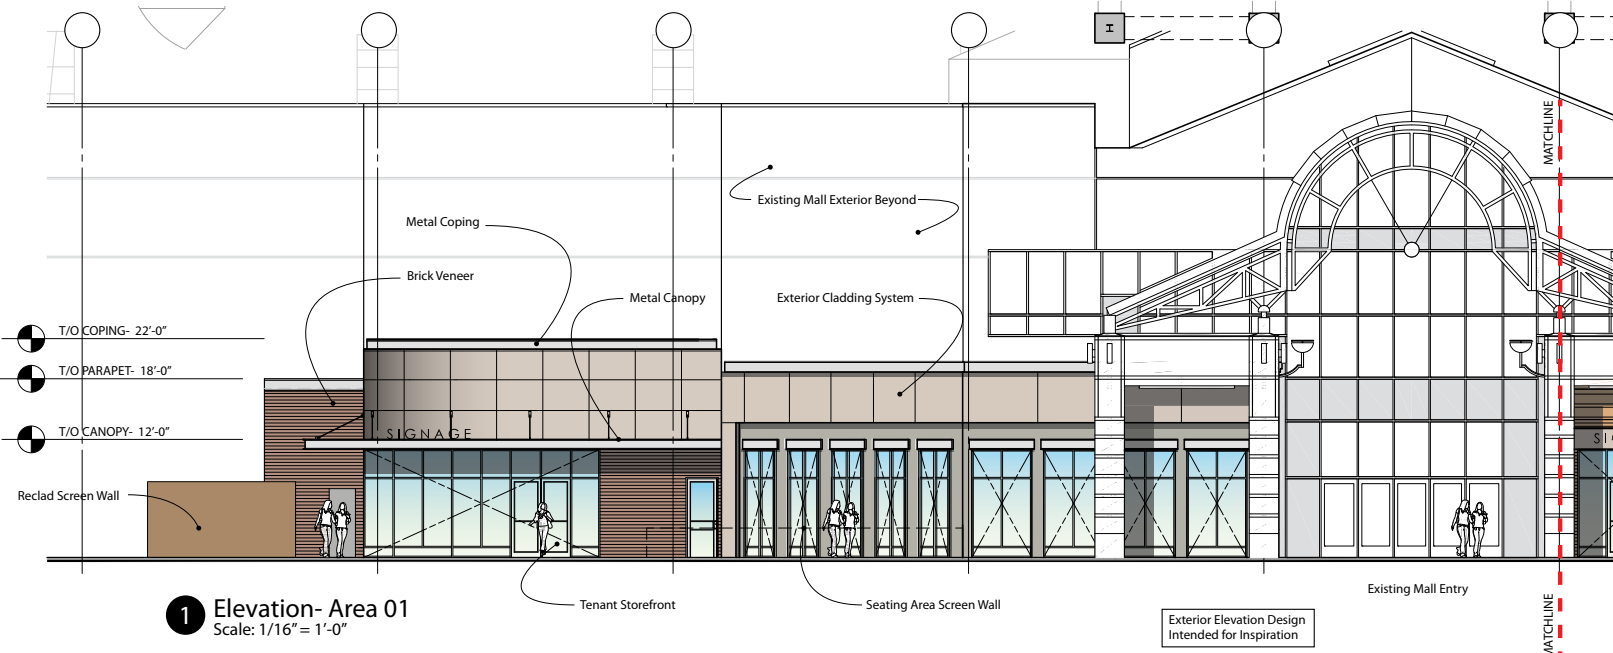 H
MATCHLINE
Existing Mall Exterior Beyond
Metal Coping
Brick Veneer
Metal Canopy
Exterior Cladding System
T/O COPING- 22'-0"
T/O PARAPET- 18'-0"
T/O CANOPY- 12'-0"
SIGNAGE
Reclad Screen Wall
1
Elevation- Area 01
Scale: 1/16" = 1'-0"
Tenant Storefront
Seating Area Screen Wall
Existing Mall Entry
Exterior Elevation Design
Intended for Inspiration
MATCHLINE